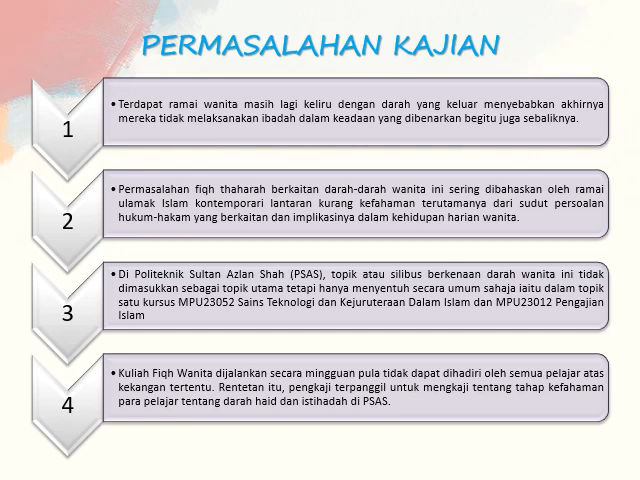 PERMASALAHAN KAJIAN
1
• Terdapat ramai wanita masih lagi keliru dengan darah yang keluar menyebabkan akhirnya
mereka tidak melaksanakan ibadah dalam keadaan yang dibenarkan begitu juga sebaliknya.
2
• Permasalahan fiqh thaharah berkaitan darah-darah wanita ini sering dibahaskan oleh ramai
ulamak Islam kontemporari lantaran kurang kefahaman terutamanya dari sudut persoalan
hukum-hakam yang berkaitan dan implikasinya dalam kehidupan harian wanita.
3
• Di Politeknik Sultan Azlan Shah (PSAS), topik atau silibus berkenaan darah wanita ini tidak
dimasukkan sebagai topik utama tetapi hanya menyentuh secara umum sahaja iaitu dalam topik
satu kursus MPU23052 Sains Teknologi dan Kejuruteraan Dalam Islam dan MPU23012 Pengajian
Islam
4
• Kuliah Fiqh Wanita dijalankan secara mingguan pula tidak dapat dihadiri oleh semua pelajar atas
kekangan tertentu. Rentetan itu, pengkaji terpanggil untuk mengkaji tentang tahap kefahaman
para pelajar tentang darah haid dan istihadah di PSAS.